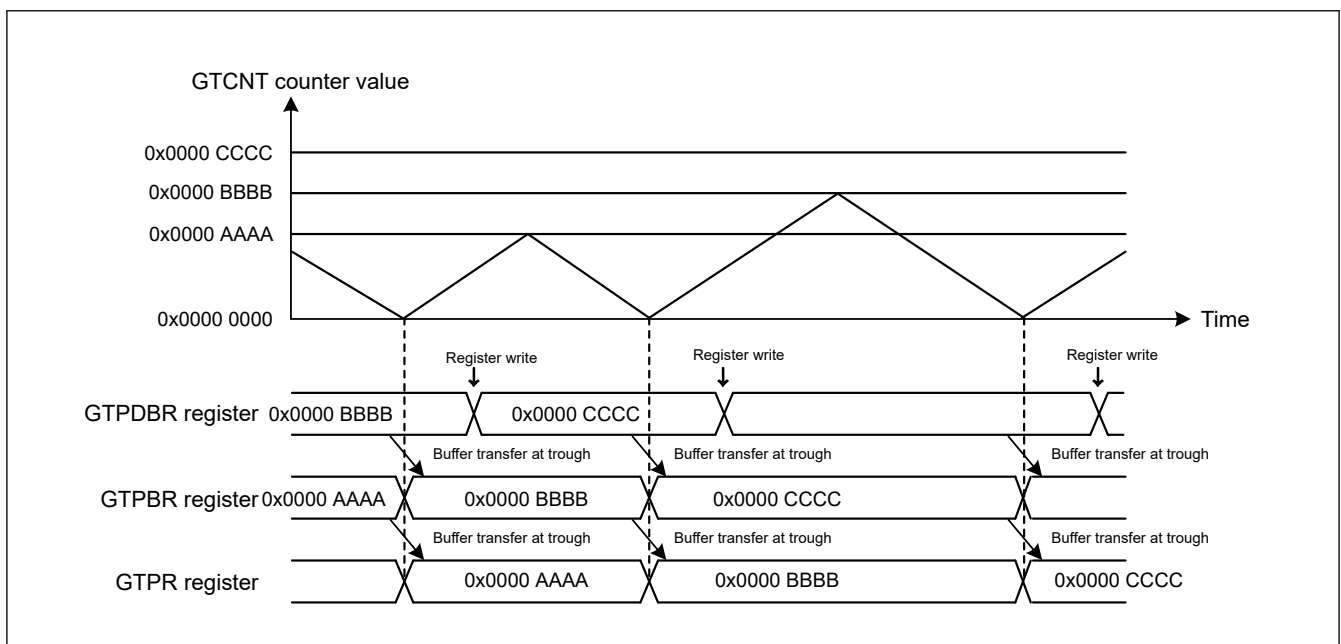 GTCNT counter value
0x0000 CCCC
0x0000 BBBB
0x0000 AAAA
0x0000 0000
Time
Register write Register write Register write
GTPDBR register 0x0000 BBBB 0x0000 CCCC
Buffer transfer at trough Buffer transfer at trough Buffer transfer at trough
GTPBR register 0x0000 AAAA 0x0000 BBBB 0x0000 CCCC
Buffer transfer at trough Buffer transfer at trough Buffer transfer at trough
GTPR register 0x0000 AAAA 0x0000 BBBB 0x0000 CCCC